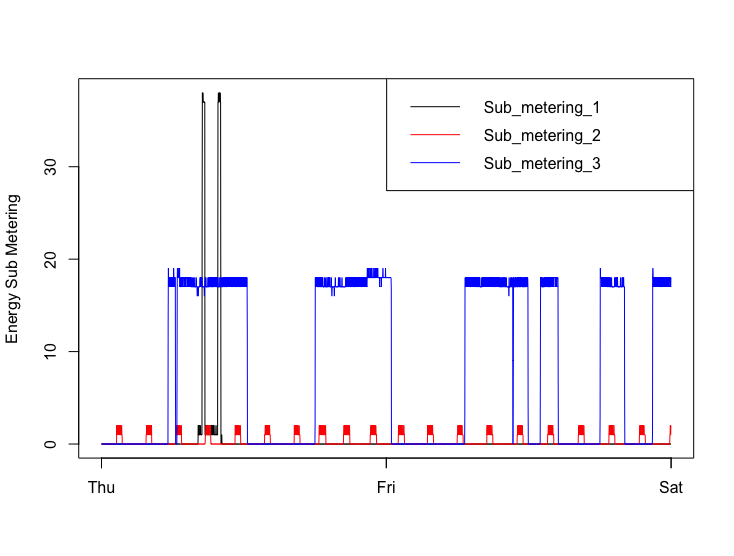 Sub_metering_1
Sub_metering_2
Sub_metering_3
Energy Sub Metering
30
20
10
0
Thu
Fri
Sat